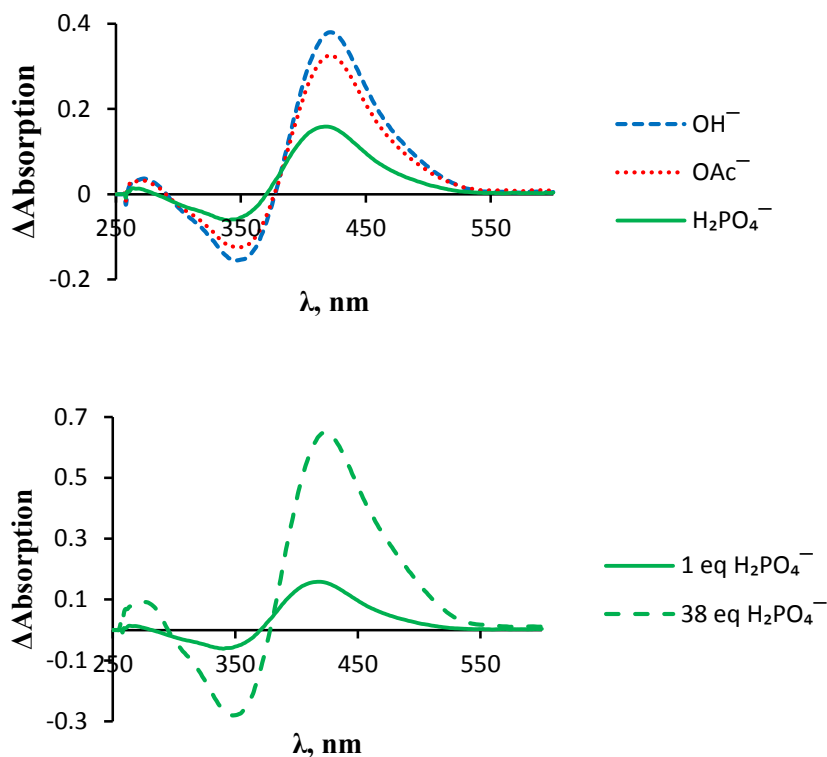 ΔAbsorption
0.4
0.2
0
-0.2
250
350
450
550
λ, nm
OH⁻
OAc⁻
H₂PO₄⁻
ΔAbsorption
0.7
0.5
0.3
0.1
-0.1
-0.3
250
350
450
550
λ, nm
1 eq H₂PO₄⁻
38 eq H₂PO₄⁻